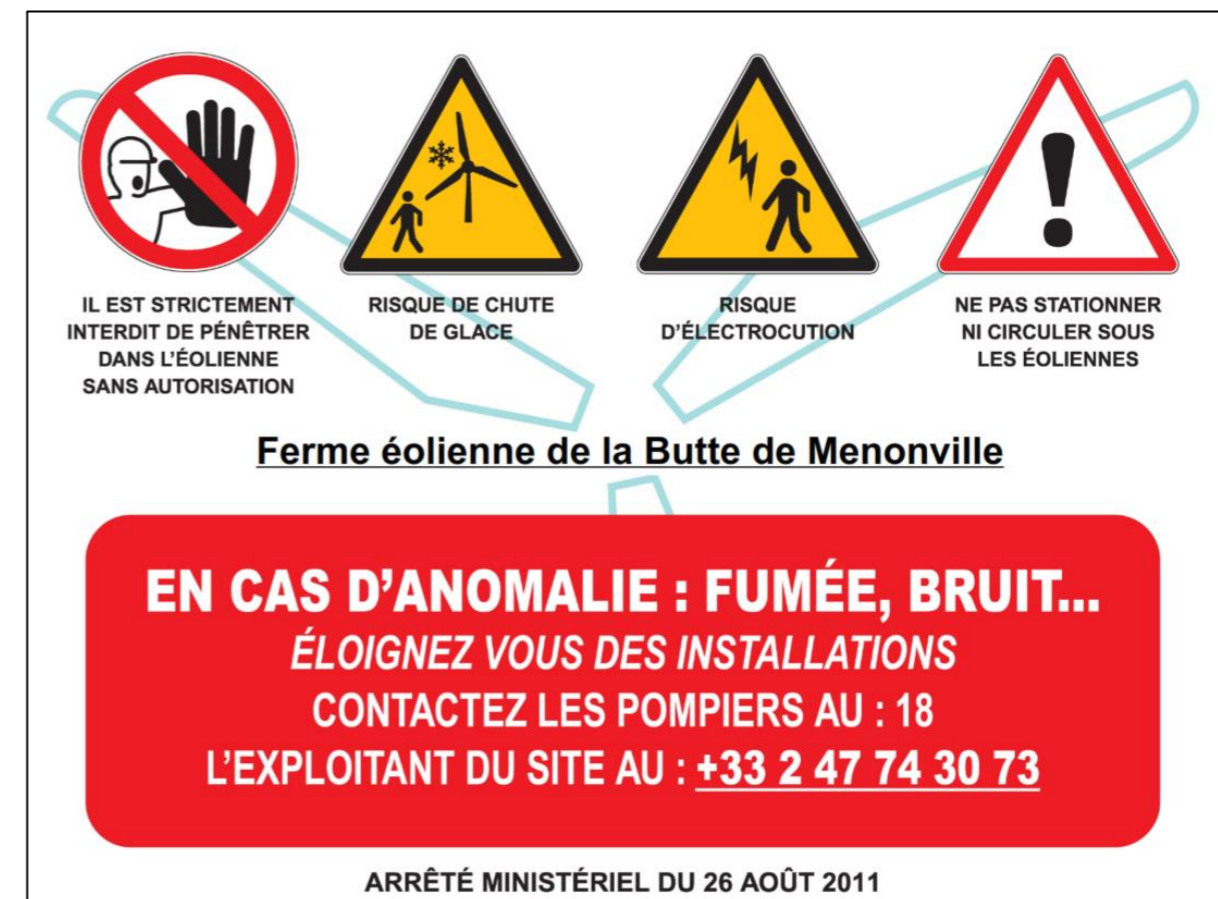 IL EST STRICTEMENT
INTERDIT DE PÉNÉTRER
DANS L'ÉOLIENNE
SANS AUTORISATION
RISQUE DE CHUTE
DE GLACE
RISQUE
D'ÉLECTROCUTION
NE PAS STATIONNER
NI CIRCULER SOUS
LES ÉOLIENNES
Ferme éolienne de la Butte de Menonville
EN CAS D'ANOMALIE : FUMÉE, BRUIT...
ÉLOIGNEZ VOUS DES INSTALLATIONS
CONTACTEZ LES POMPIERS AU : 18
L'EXPLOITANT DU SITE AU : +33 2 47 74 30 73
ARRÊTÉ MINISTÉRIEL DU 26 AOÛT 2011